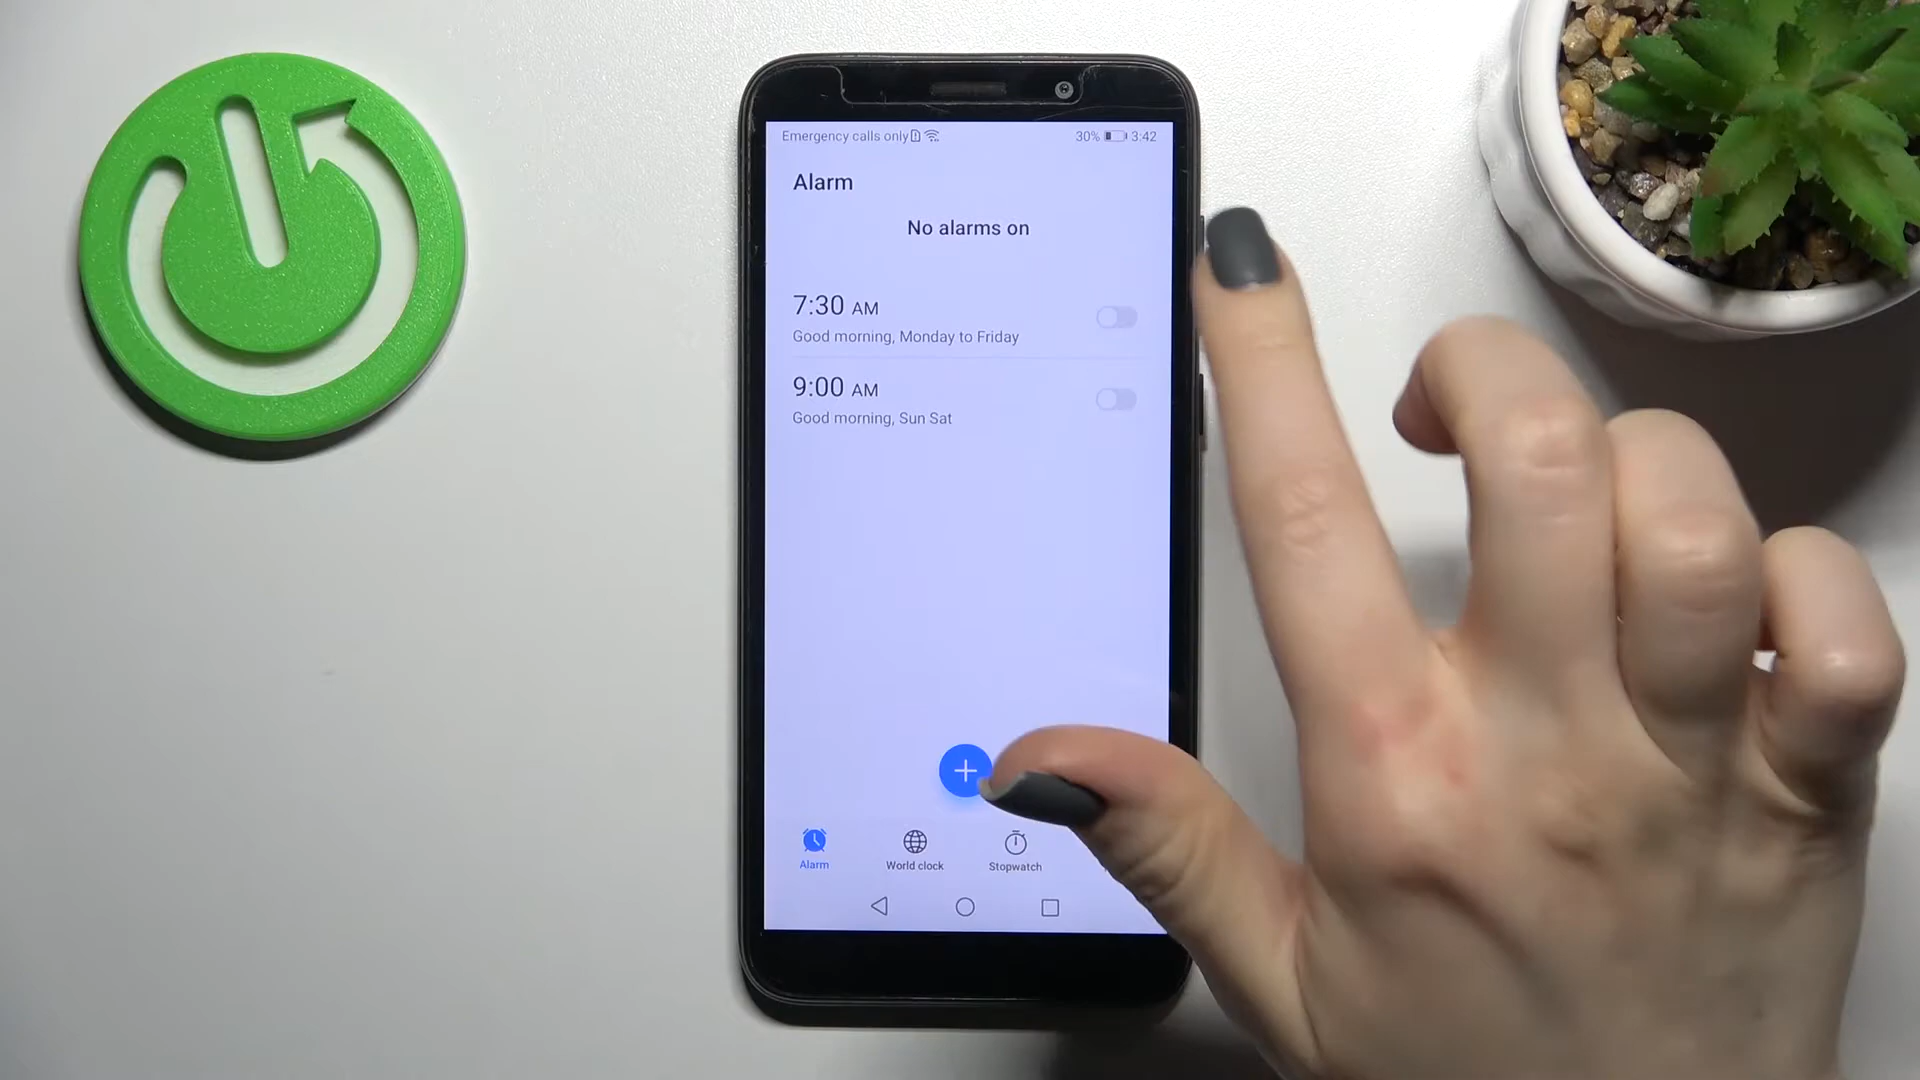 Emergency calls only
30% 3:42
Alarm
No alarms on
7:30 AM
Good morning, Monday to Friday
9:00 AM
Good morning, Sun Sat
Alarm World clock Stopwatch